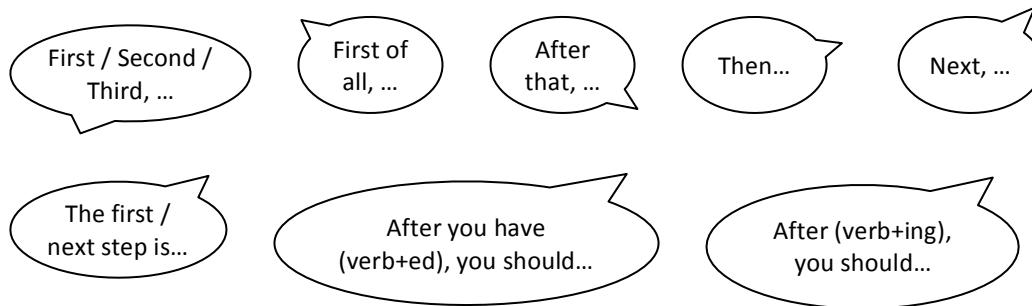 First / Second /
Third, …
First of
all, …
After
that, …
Then…
Next, …
The first /
next step is…
After you have
(verb+ed), you should…
After (verb+ing),
you should…